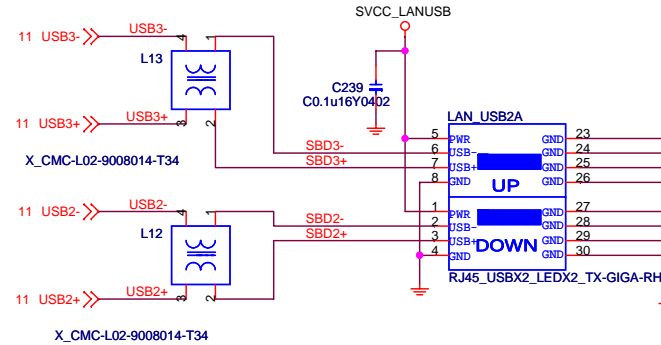 SVCC_LANUSB
11 USB3-
USB3-
4
1
L13
C239
C0.1u16Y0402
11 USB3+
USB3+
3
2
LAN_USB2A
X_CMC-L02-9008014-T34
SBD3-
SBD3+
5
PWR
GND
23
6
USB-
GND
24
7
USB+
GND
25
8
GND
GND
26
UP
11 USB2-
USB2-
4
1
L12
SBD2-
SBD2+
1
PWR
GND
27
2
USB-
GND
28
3
USB+
GND
29
4
GND
GND
30
DOWN
RJ45_USBX2_LEDX2_TX-GIGA-RH
11 USB2+
USB2+
3
2
X_CMC-L02-9008014-T34